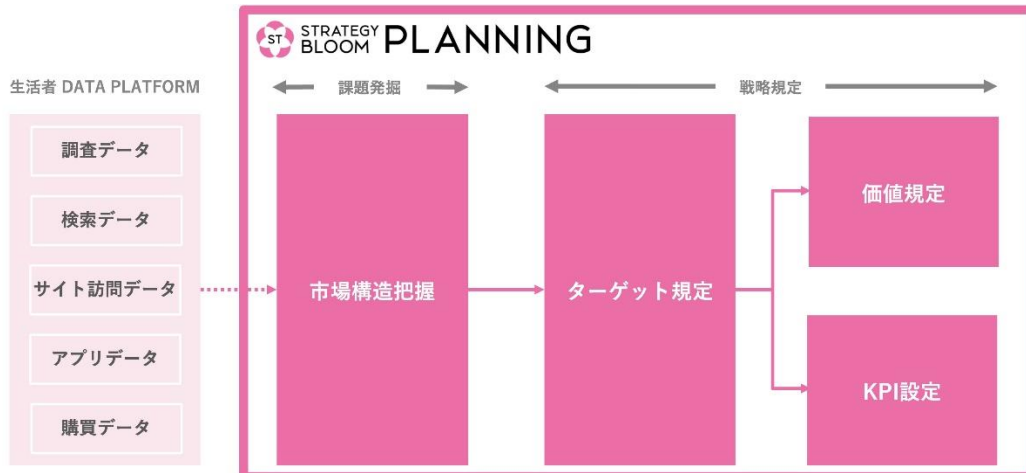 ST
STRATEGY
BLOOM
PLANNING
生活者 DATA PLATFORM
課題発掘
戦略規定
調査データ
検索データ
サイト訪問データ
アプリデータ
購買データ
市場構造把握
ターゲット規定
価値規定
KPI設定